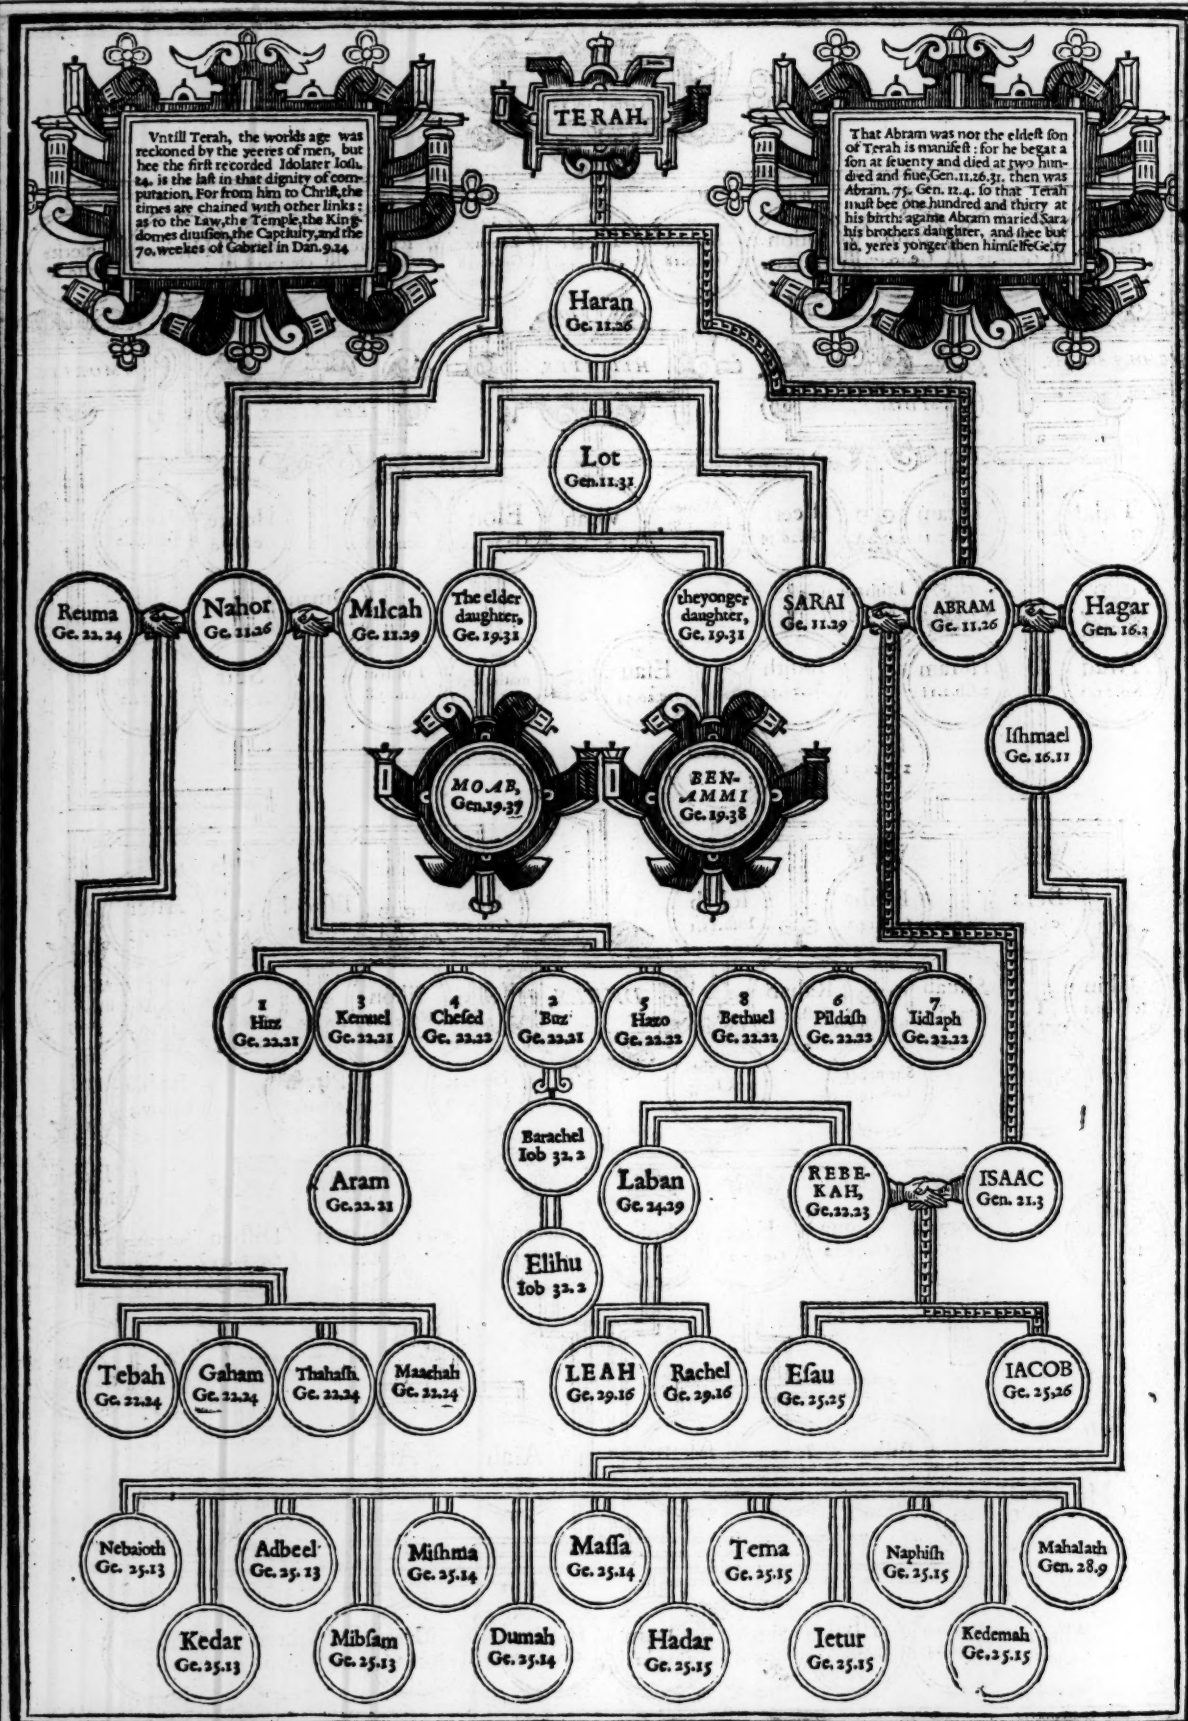 Vntill Terah, the worlds age was
reckoned by the yeeres of men, but
hee the first recorded Idolater Iosh.
24. is the last in that dignity of com-
putation. For from him to Christ, the
times are chained with other links:
as to the Law, the Temple, the King-
domes diuision, the Captiuity, and the
70. weekes of Gabriel in Dan. 9.24
TERAH.
That Abram was not the eldeſt ſon
of Terah is manifeſt: for he begat a
ſon at ſeuenty and died at two hun-
dred and fiue, Gen. 11.26.31. then was
Abram. 75. Gen. 12.4. ſo that Terah
muſt bee one hundred and thirty at
his birth: againe Abram maried Sara
his brothers daughter, and ſhee but
10. yeres yonger then himſelfe Ge. 17
Haran
Ge. 11.26
Lot
Gen. 11.31
Reuma
Ge. 22.24
Nahor
Ge. 11.26
Milcah
Ge. 11.29
The elder
daughter,
Ge. 19.31
theyonger
daughter,
Ge. 19.31
SARAI
Ge. 11.29
ABRAM
Ge. 11.26
Hagar
Gen. 16.3
Iſhmael
Ge. 16.11
MOAB,
Gen. 19.37
BEN-
AMMI
Ge. 19.38
1
Huz
Ge. 22.21
3
Kemuel
Ge. 22.21
4
Cheſed
Ge. 22.22
2
Buz
Ge. 22.21
5
Hazo
Ge. 22.22
8
Bethuel
Ge. 22.22
6
Pildaſh
Ge. 22.22
7
Iidlaph
Ge. 22.22
Aram
Ge. 22.21
Barachel
Iob 32.2
Elihu
Iob 32.2
Laban
Ge. 24.29
REBE-
KAH,
Ge. 22.23
ISAAC
Gen. 21.3
Tebah
Ge. 22.24
Gaham
Ge. 22.24
Thahaſh.
Ge. 22.24
Maachah
Ge. 22.24
LEAH
Ge. 29.16
Rachel
Ge. 29.16
Eſau
Ge. 25.25
IACOB
Ge. 25.26
Nebaioth
Ge. 25.13
Adbeel
Ge. 25.13
Miſhma
Ge. 25.14
Maſſa
Ge. 25.14
Tema
Ge. 25.15
Naphiſh
Ge. 25.15
Mahalath
Gen. 28.9
Kedar
Ge. 25.13
Mibſam
Ge. 25.13
Dumah
Ge. 25.14
Hadar
Ge. 25.15
Ietur
Ge. 25.15
Kedemah
Ge. 25.15